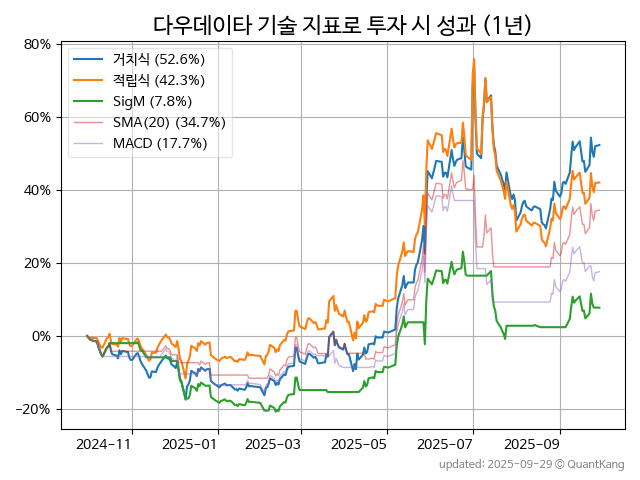 다우데이타 기술 지표로 투자 시 성과 (1년)
80%
60%
40%
20%
0%
−20%
거치식 (52.6%)
적립식 (42.3%)
SigM (7.8%)
SMA(20) (34.7%)
MACD (17.7%)
2024-11
2025-01
2025-03
2025-05
2025-07
2025-09
updated: 2025-09-29 © QuantKang